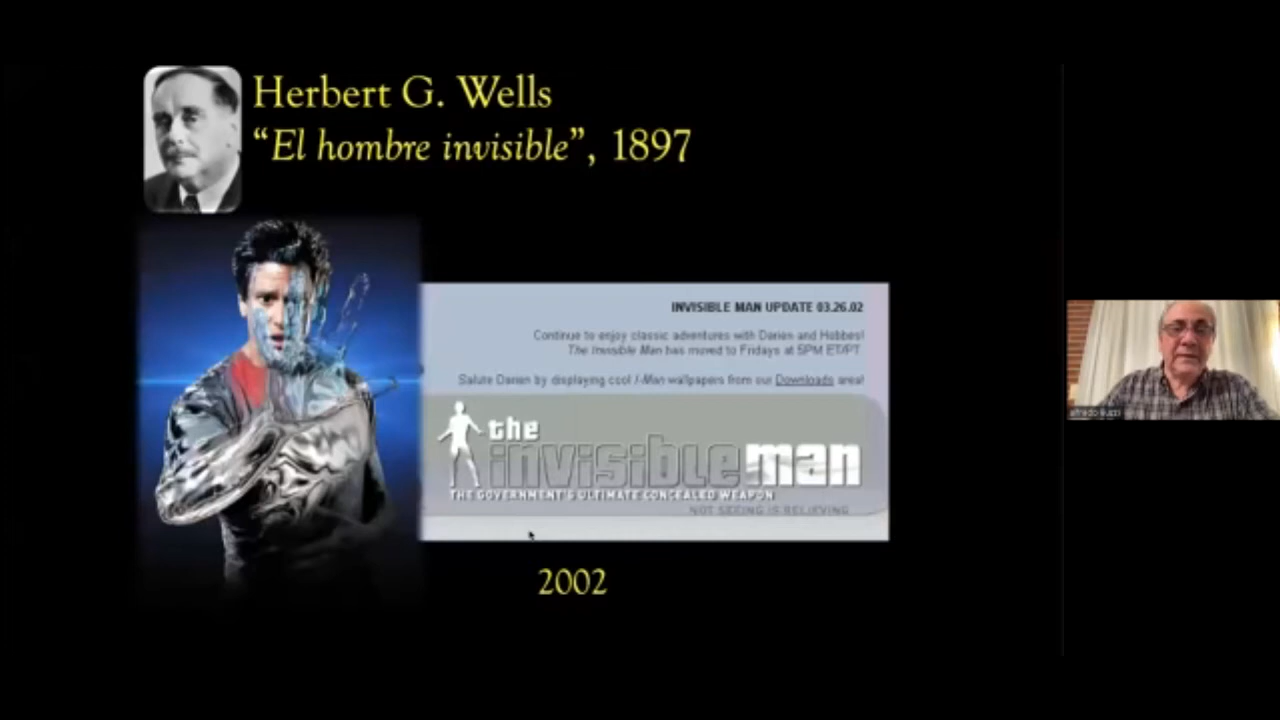 Herbert G. Wells
“El hombre invisible”, 1897
INVISIBLE MAN UPDATE 03.26.02
Continue to enjoy classic adventures with Darien and Hobbes!
The Invisible Man has moved to Fridays at 5PM ET/PT.
Salute Darien by displaying cool I-Man wallpapers from our Downloads area!
the
invisible man
THE GOVERNMENT'S ULTIMATE CONCEALED WEAPON
NOT SEEING IS BELIEVING
2002
alfredo